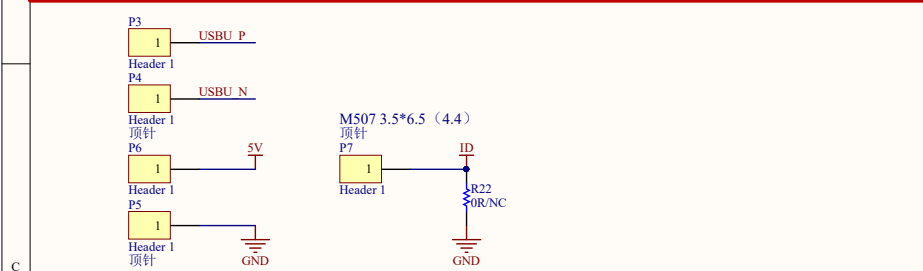 P3
1
USBU_P
Header 1
P4
1
USBU_N
Header 1
顶针
P6
1
5V
Header 1
P5
1
Header 1
顶针
GND
M507 3.5*6.5（4.4）
顶针
P7
1
ID
Header 1
R22
0R/NC
GND
C